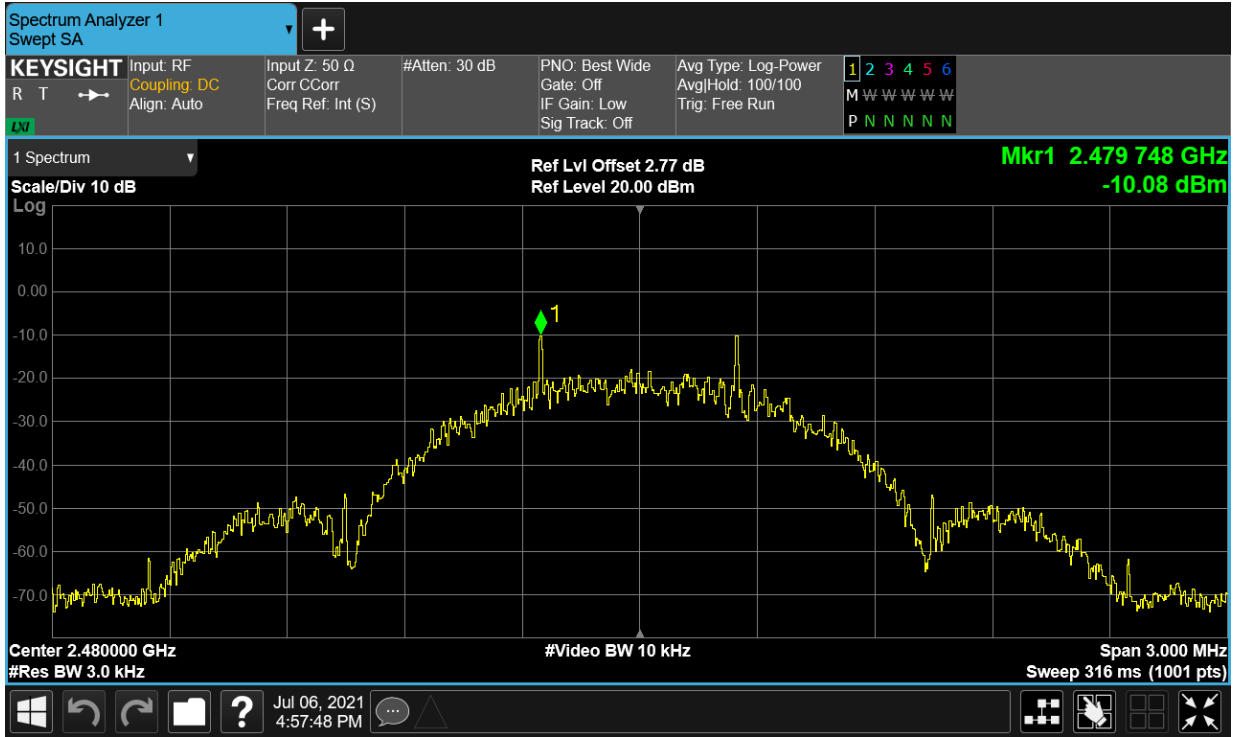 Spectrum Analyzer 1
Swept SA
+
KEYSIGHT
R T
LXI
Input: RF
Coupling: DC
Align: Auto
Input Z: 50 Ω
Corr CCorr
Freq Ref: Int (S)
#Atten: 30 dB
PNO: Best Wide
Gate: Off
IF Gain: Low
Sig Track: Off
Avg Type: Log-Power
Avg|Hold: 100/100
Trig: Free Run
1 2 3 4 5 6
M W W W W W
P N N N N N
1 Spectrum
Scale/Div 10 dB
Log
Ref Lvl Offset 2.77 dB
Ref Level 20.00 dBm
Mkr1 2.479 748 GHz
-10.08 dBm
10.0
0.00
-10.0
-20.0
-30.0
-40.0
-50.0
-60.0
-70.0
1
Center 2.480000 GHz
#Res BW 3.0 kHz
#Video BW 10 kHz
Span 3.000 MHz
Sweep 316 ms (1001 pts)
?
Jul 06, 2021
4:57:48 PM